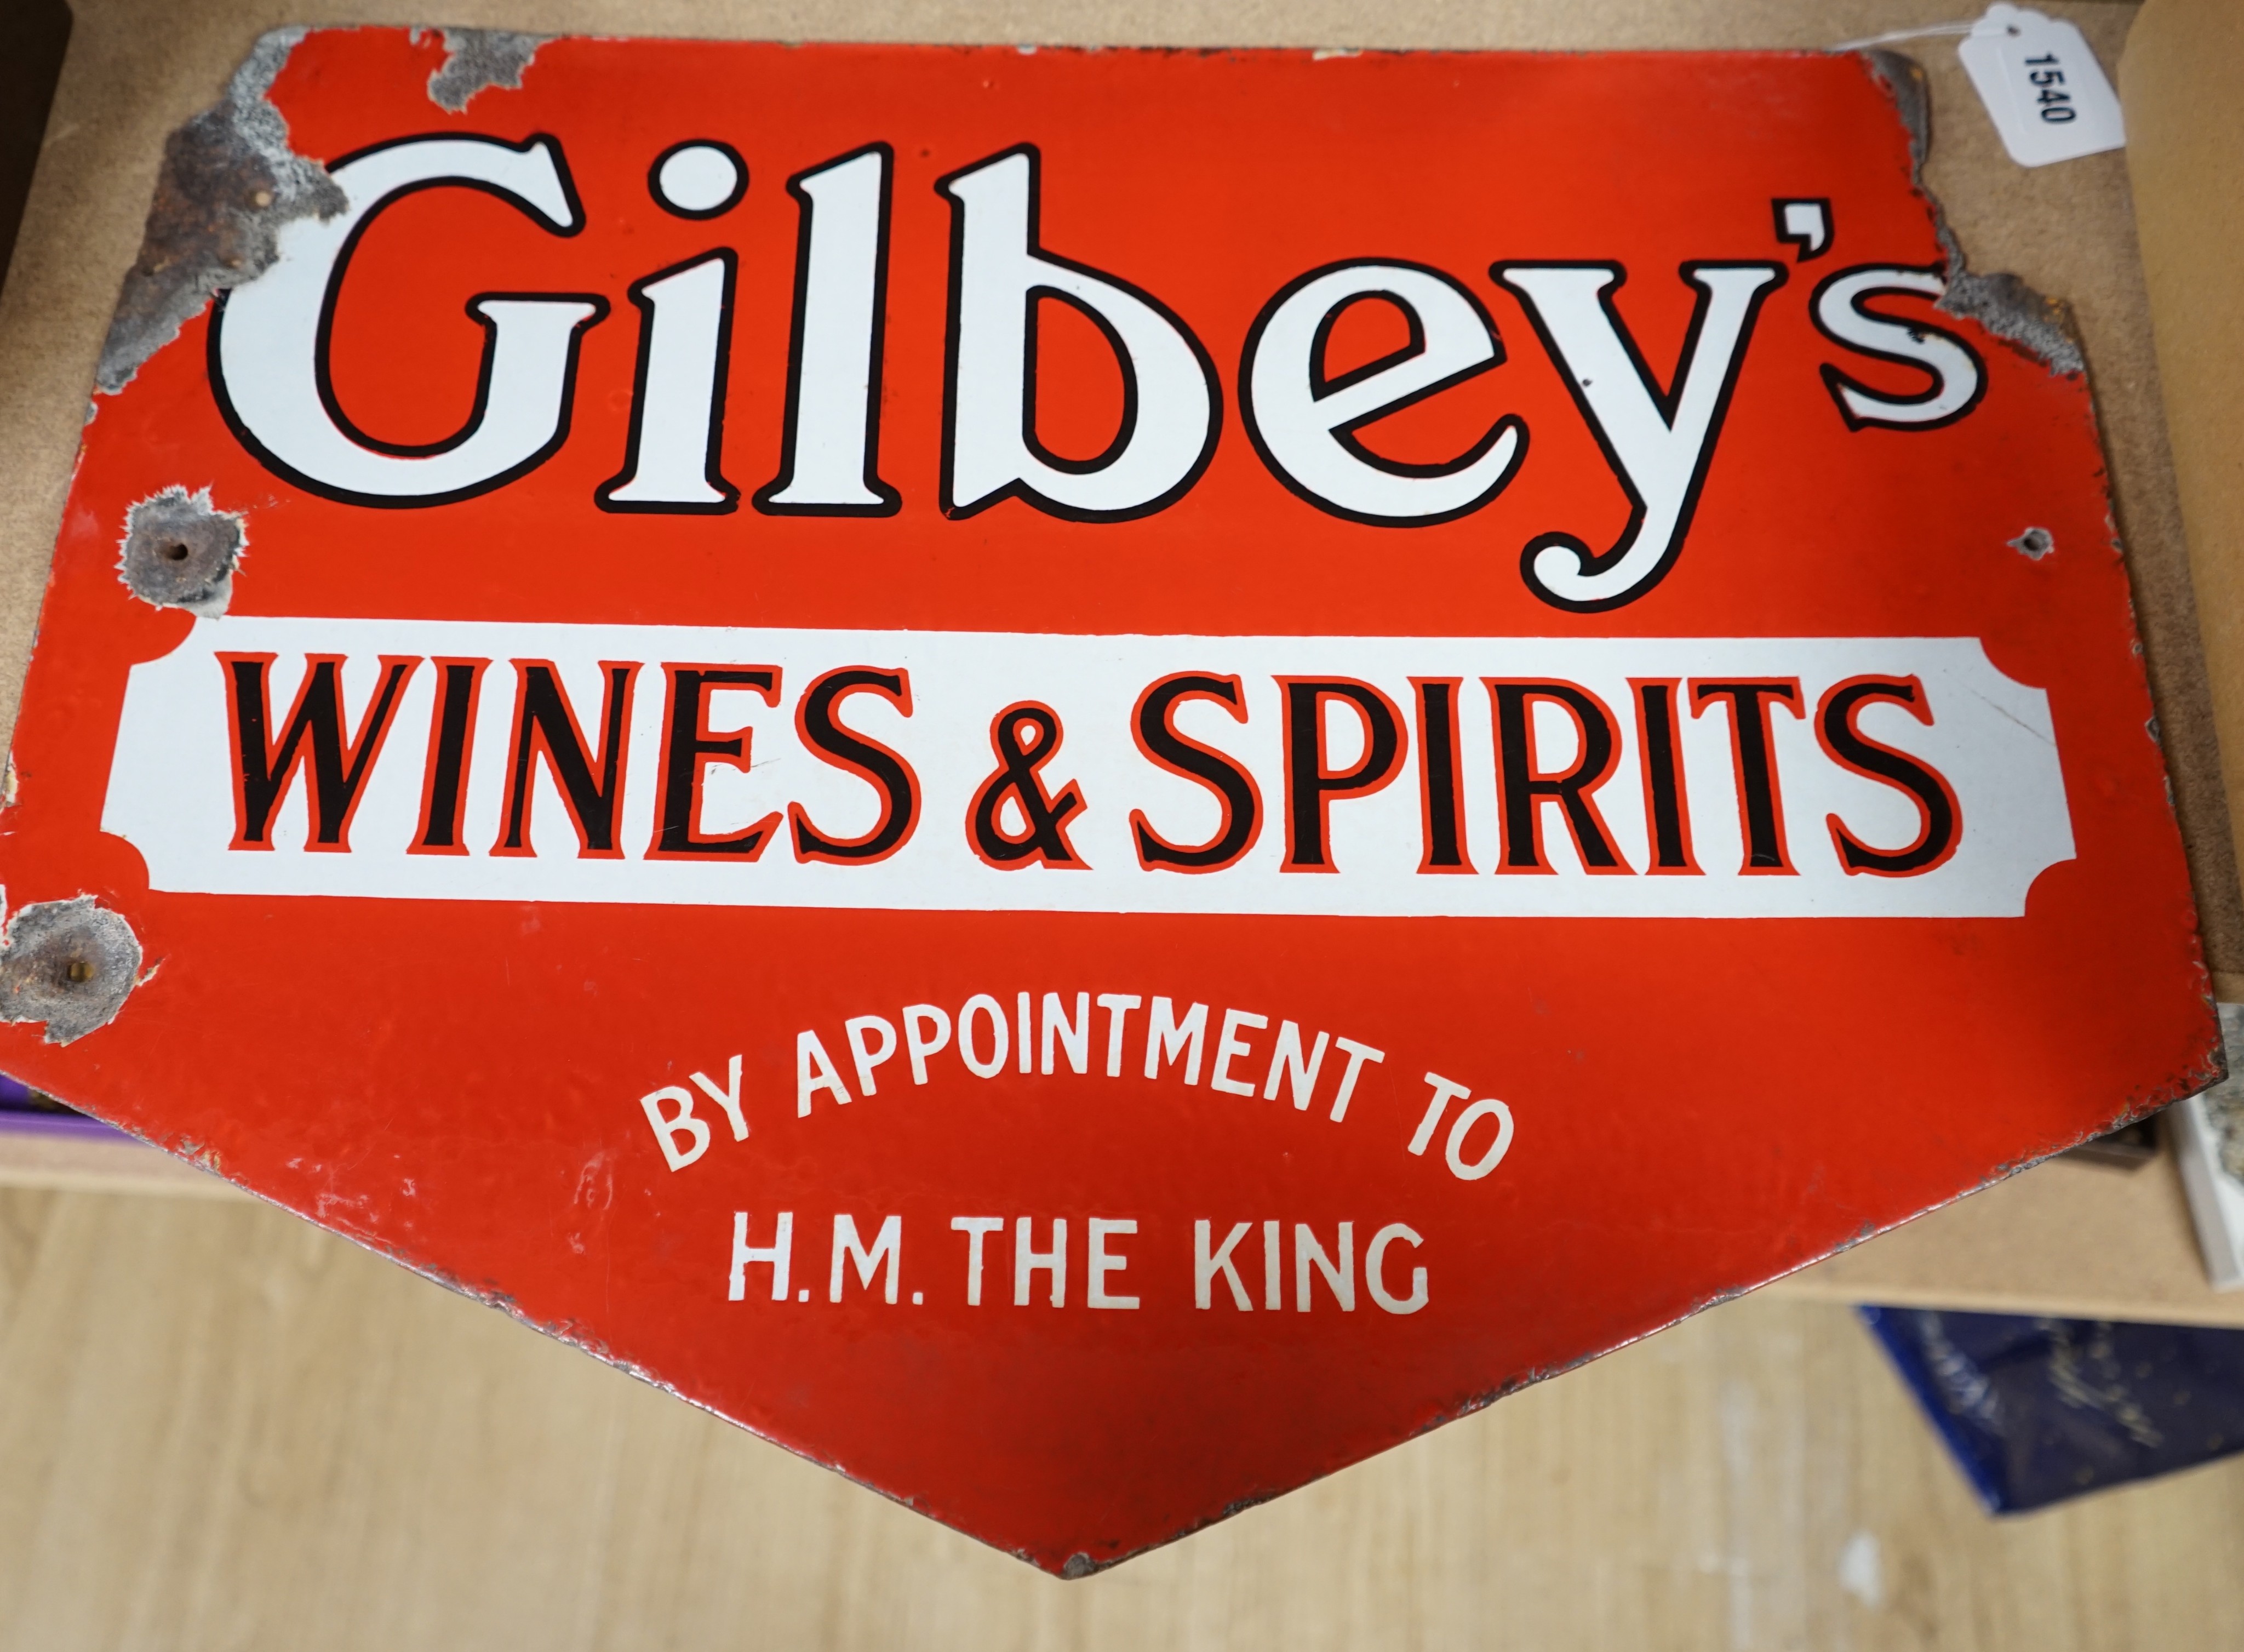 1540
Gilbey's
WINES & SPIRITS
BY APPOINTMENT TO
H.M. THE KING